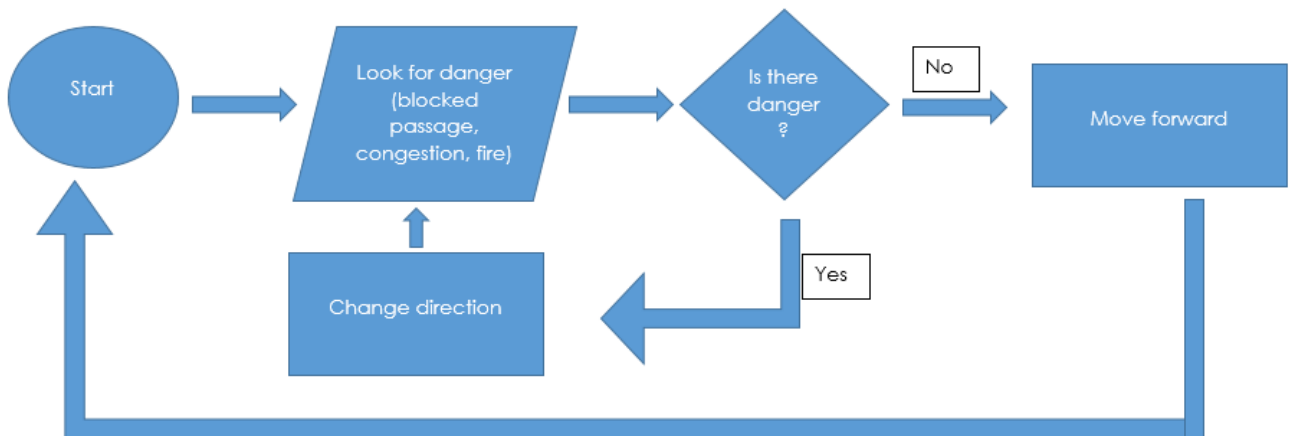 Start
Look for danger
(blocked
passage,
congestion, fire)
Is there
danger
?
No
Move forward
Yes
Change direction